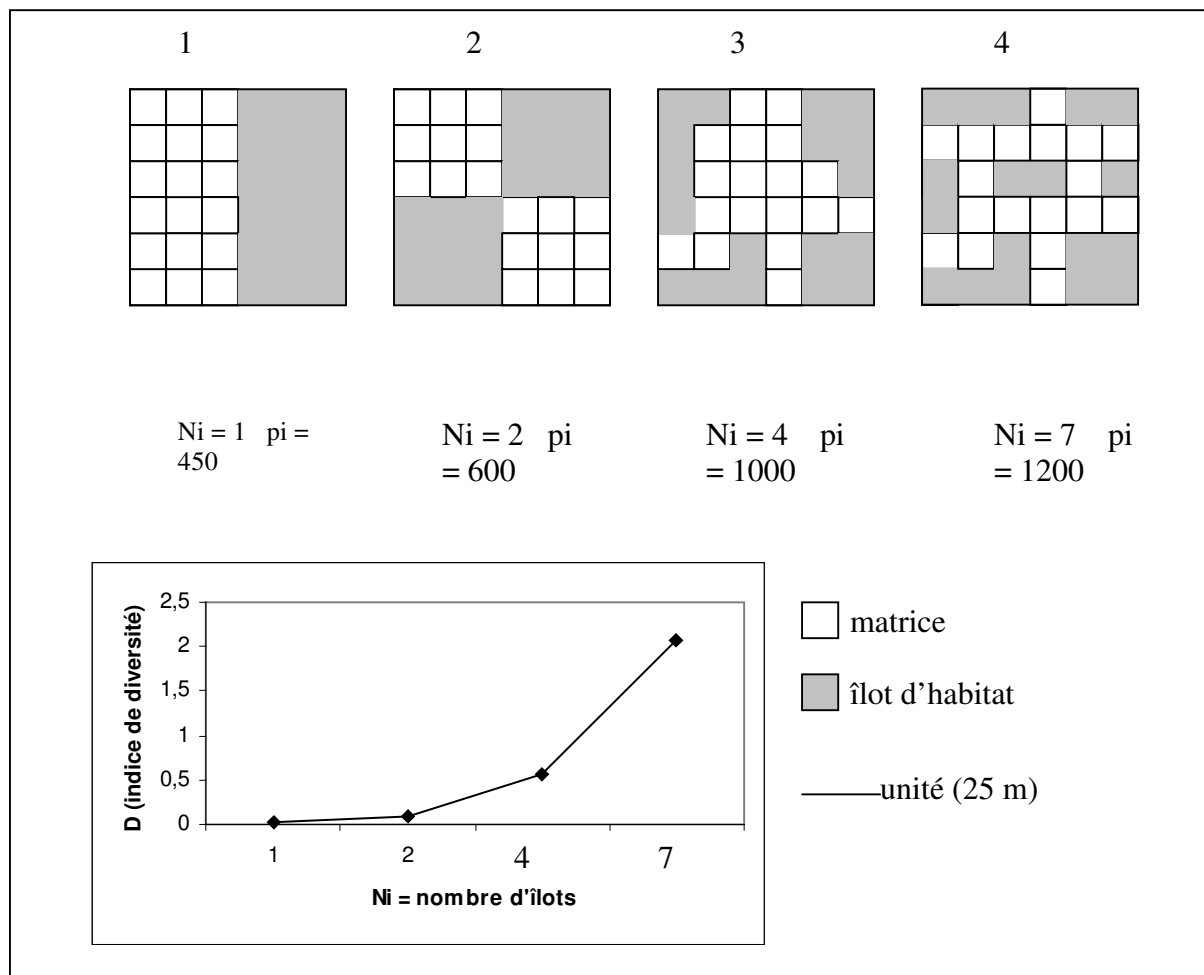 1 2 3 4
Ni = 1 pi =
450
Ni = 2 pi
= 600
Ni = 4 pi
= 1000
Ni = 7 pi
= 1200
2,5
2
1,5
1
0,5
0
D (indice de diversité)
1 2 4 7
Ni = nombre d'îlots
matrice
îlot d'habitat
unité (25 m)